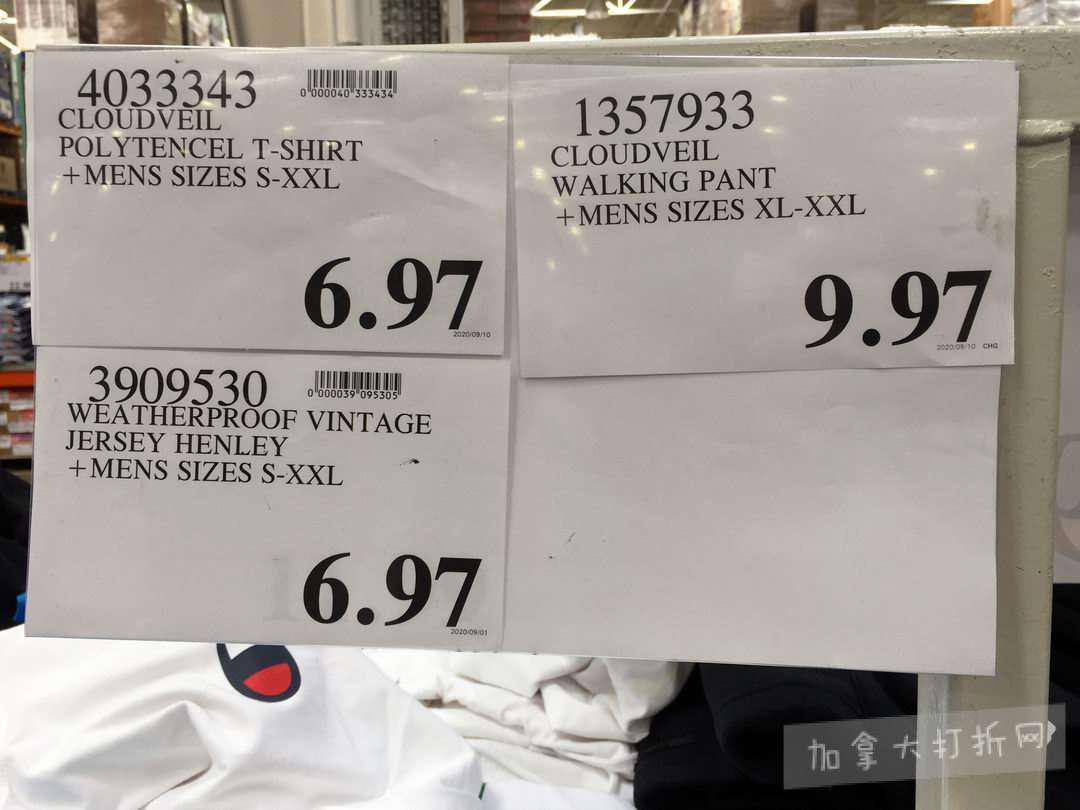 4033343
0 000040 333434
CLOUDVEIL
POLYTENCEL T-SHIRT
+MENS SIZES S-XXL
6.97
2020/09/10
1357933
CLOUDVEIL
WALKING PANT
+MENS SIZES XL-XXL
9.97
2020/09/10 CHG
3909530
0 000039 095305
WEATHERPROOF VINTAGE
JERSEY HENLEY
+MENS SIZES S-XXL
6.97
2020/09/01
加拿大打折网